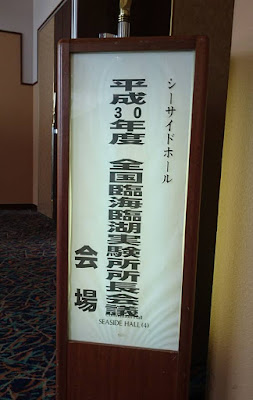 シーサイドホール
平成30年度 全国臨海臨湖実験所所長会議
会場
SEASIDE HALL (4)